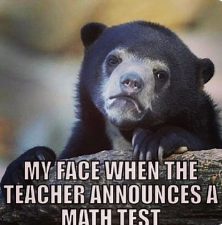 MY FACE WHEN THE
TEACHER ANNOUNCES A
MATH TEST